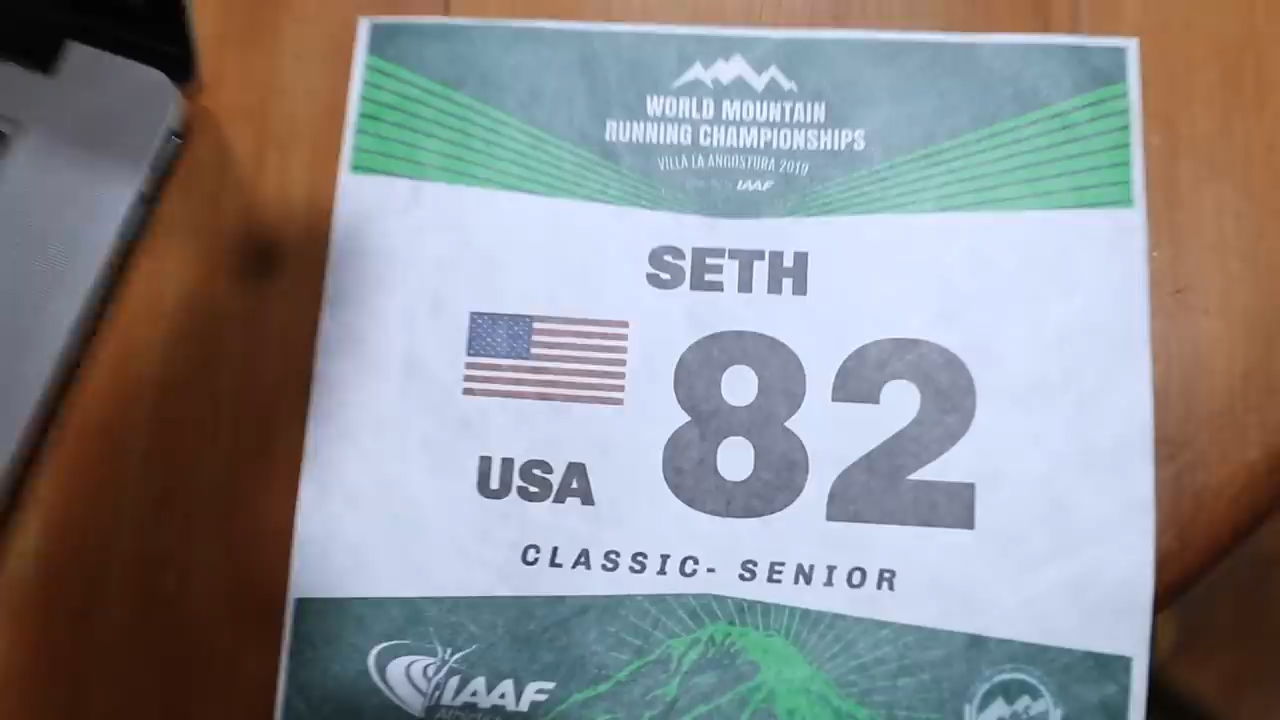 WORLD MOUNTAIN
RUNNING CHAMPIONSHIPS
VILLA LA ANGOSTURA 2019
IAAF
SETH
82
USA
CLASSIC- SENIOR
IAAF